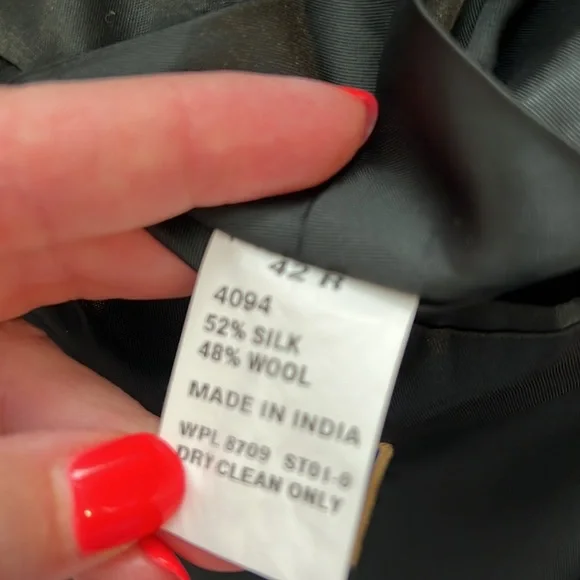 42 R
4094
52% SILK
48% WOOL
MADE IN INDIA
WPL 8709 ST01-0
DRY CLEAN ONLY